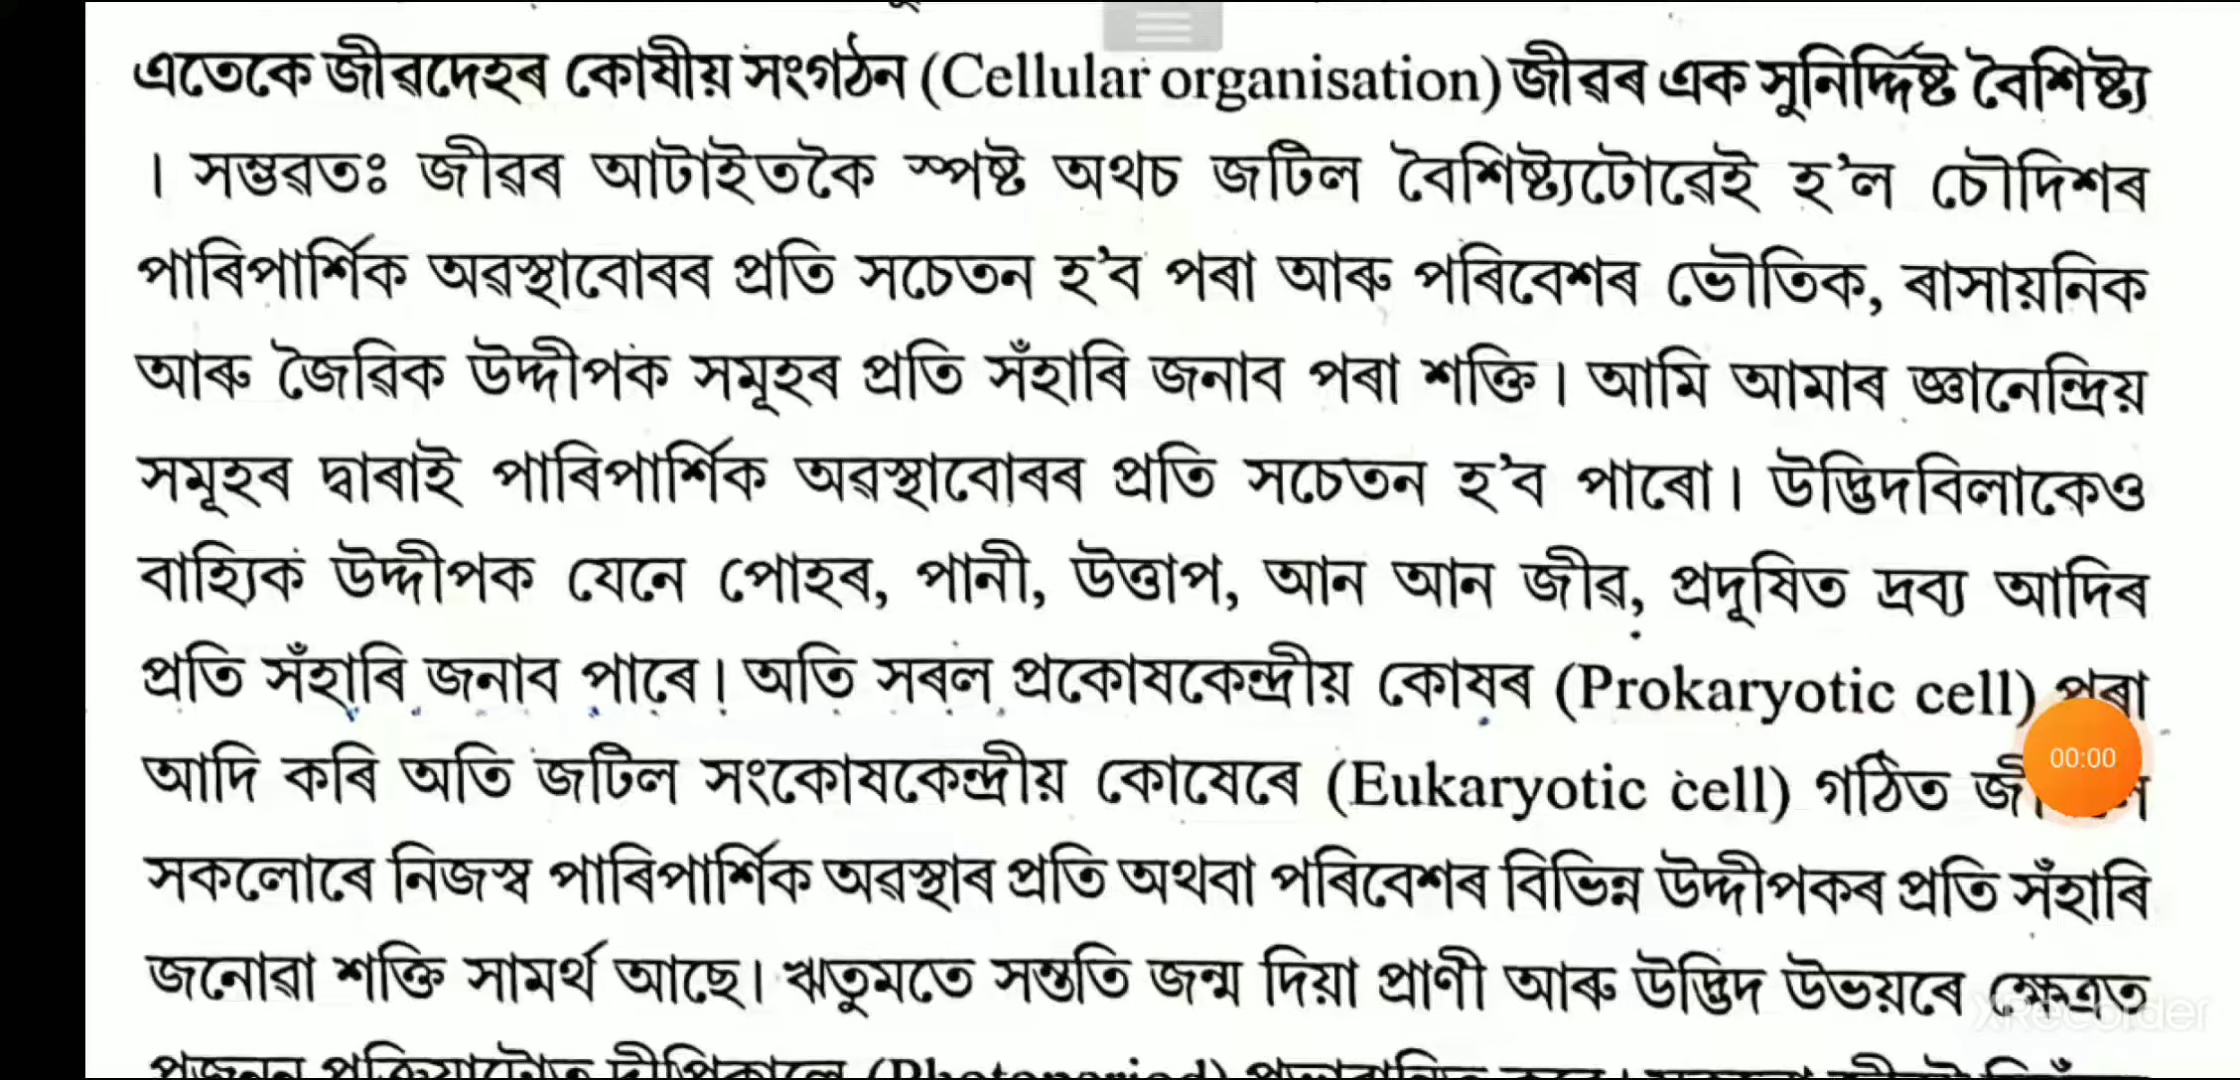 এতেকে জীৱদেহৰ কোষীয় সংগঠন (Cellular organisation) জীৱৰ এক সুনিৰ্দ্দিষ্ট বৈশিষ্ট্য
। সম্ভৱতঃ জীৱৰ আটাইতকৈ স্পষ্ট অথচ জটিল বৈশিষ্ট্যটোৱেই হ’ল চৌদিশৰ
পাৰিপাৰ্শিক অৱস্থাবোৰৰ প্ৰতি সচেতন হ’ব পৰা আৰু পৰিবেশৰ ভৌতিক, ৰাসায়নিক
আৰু জৈৱিক উদ্দীপক সমূহৰ প্ৰতি সঁহাৰি জনাব পৰা শক্তি। আমি আমাৰ জ্ঞানেন্দ্ৰিয়
সমূহৰ দ্বাৰাই পাৰিপাৰ্শিক অৱস্থাবোৰৰ প্ৰতি সচেতন হ’ব পাৰো। উদ্ভিদবিলাকেও
বাহ্যিক উদ্দীপক যেনে পোহৰ, পানী, উত্তাপ, আন আন জীৱ, প্ৰদূষিত দ্ৰব্য আদিৰ
প্ৰতি সঁহাৰি জনাব পাৰে। অতি সৰল প্ৰকোষকেন্দ্ৰীয় কোষৰ (Prokaryotic cell) পৰা
আদি কৰি অতি জটিল সংকোষকেন্দ্ৰীয় কোষেৰে (Eukaryotic cell) গঠিত
00:00
সকলোৰে নিজস্ব পাৰিপাৰ্শিক অৱস্থাৰ প্ৰতি অথবা পৰিবেশৰ বিভিন্ন উদ্দীপকৰ প্ৰতি সঁহাৰি
জনোৱা শক্তি সামৰ্থ আছে। ঋতুমতে সন্ততি জন্ম দিয়া প্ৰাণী আৰু উদ্ভিদ উভয়ৰে ক্ষেত্ৰত
XRecorder